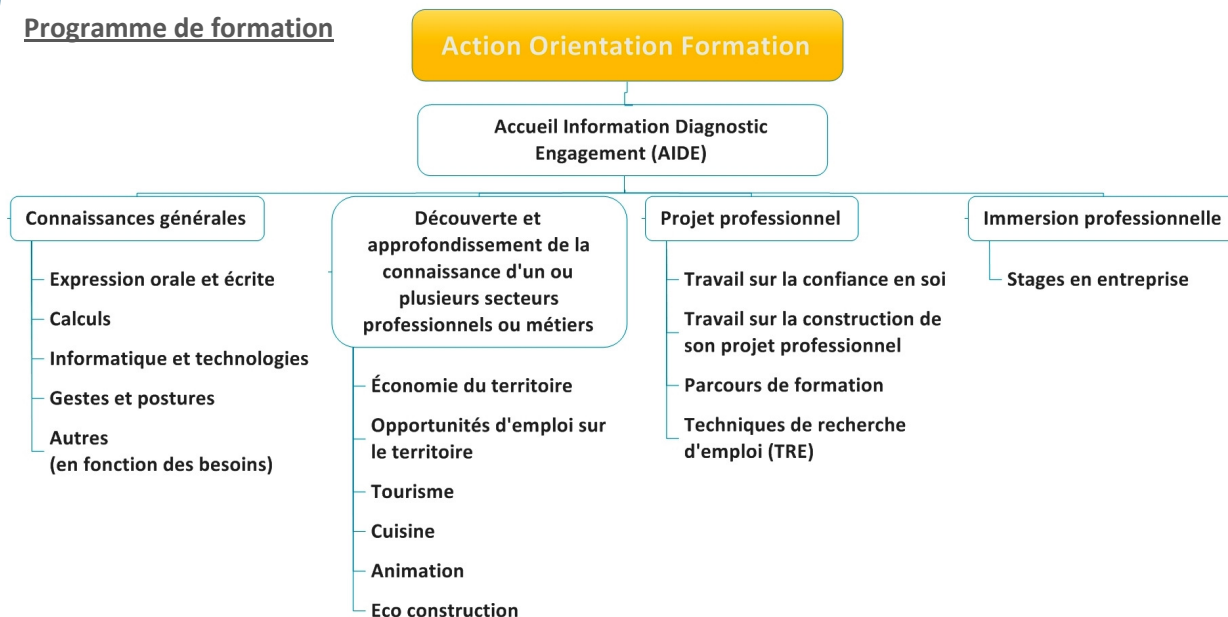 Programme de formation
Action Orientation Formation
Accueil Information Diagnostic
Engagement (AIDE)
Connaissances générales
Expression orale et écrite
Calculs
Informatique et technologies
Gestes et postures
Autres
(en fonction des besoins)
Découverte et
approfondissement de la
connaissance d'un ou
plusieurs secteurs
professionnels ou métiers
Économie du territoire
Opportunités d'emploi sur
le territoire
Tourisme
Cuisine
Animation
Eco construction
Projet professionnel
Travail sur la confiance en soi
Travail sur la construction de
son projet professionnel
Parcours de formation
Techniques de recherche
d'emploi (TRE)
Immersion professionnelle
Stages en entreprise